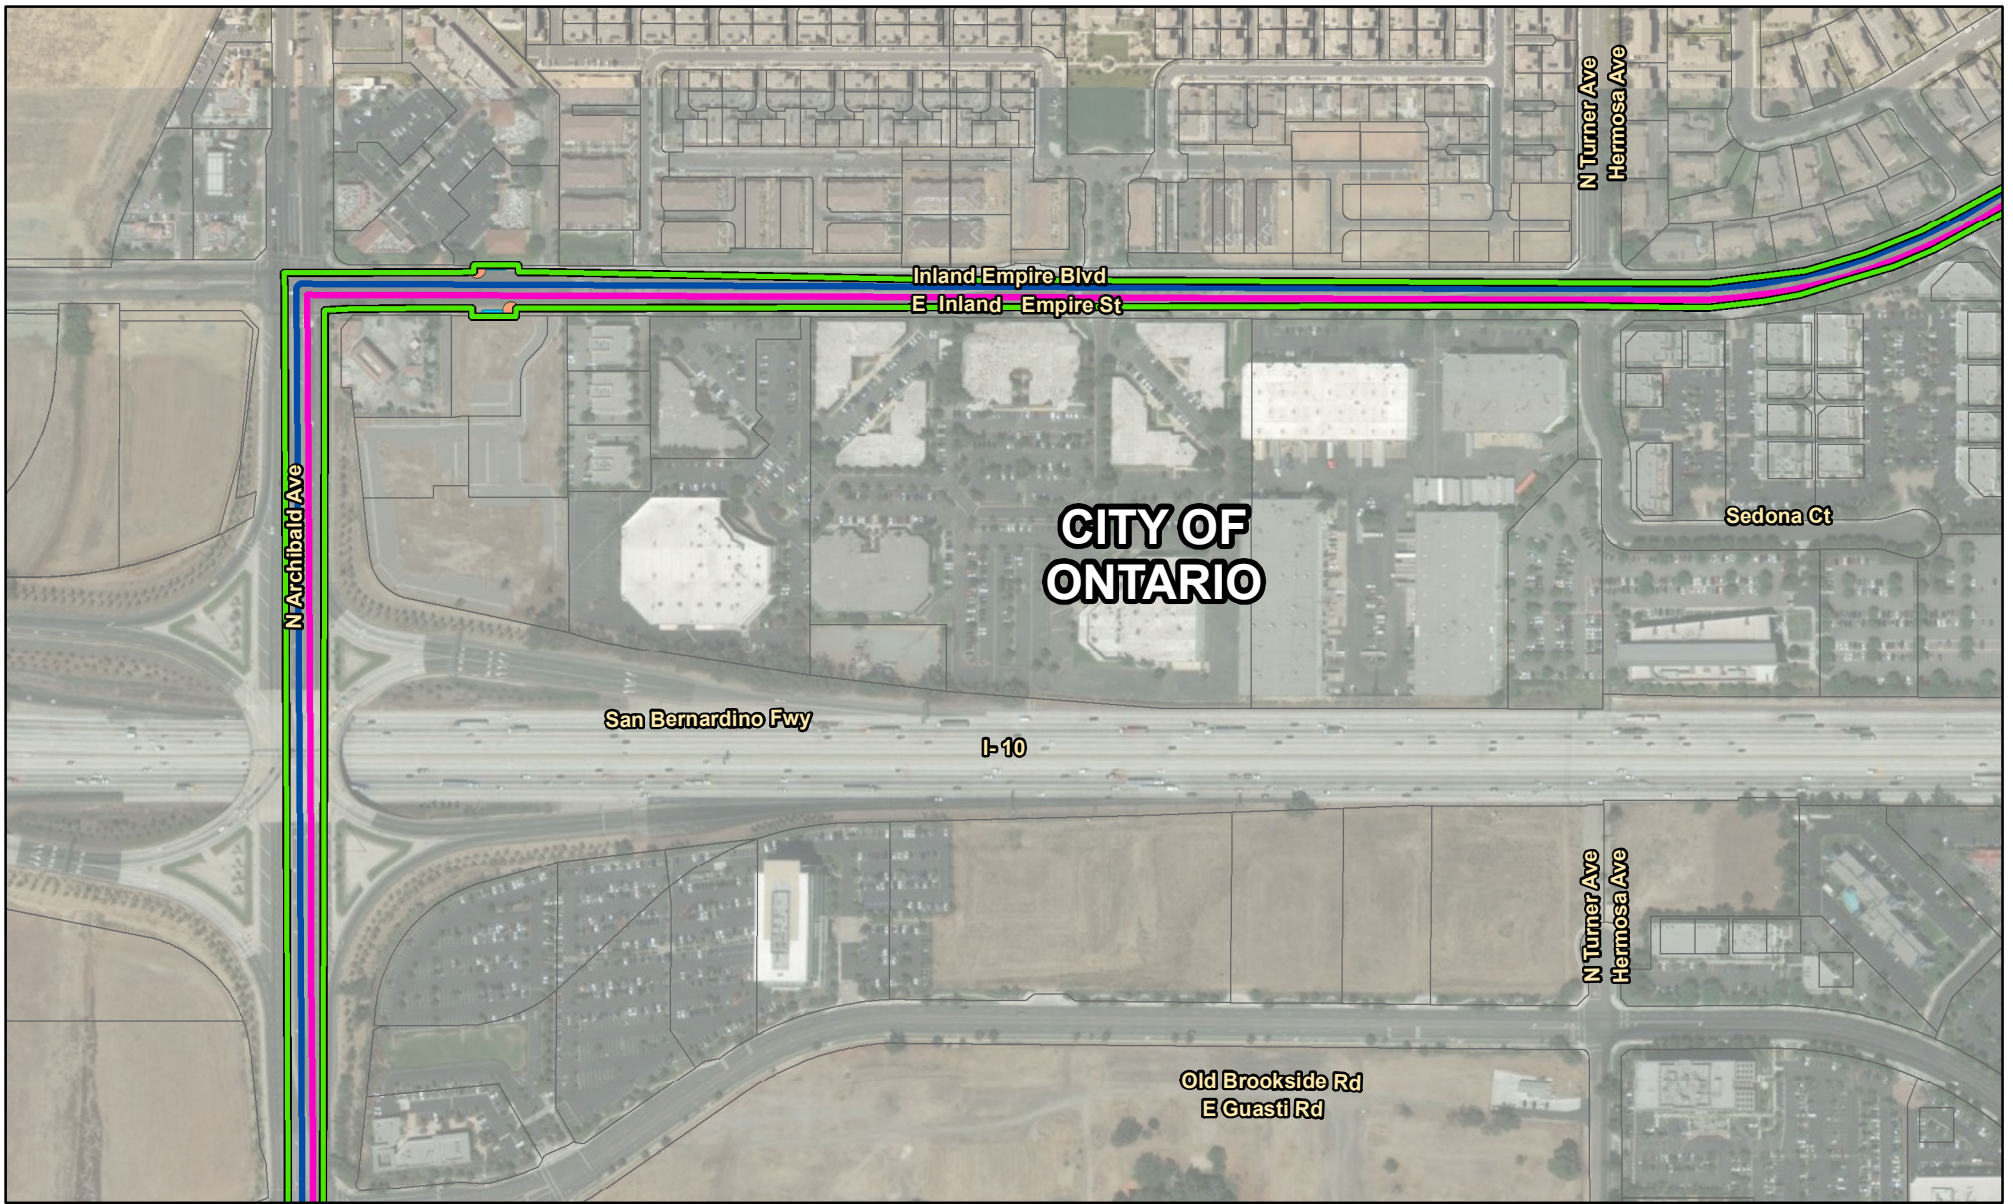 N Turner Ave
Hermosa Ave
Inland Empire Blvd
E Inland Empire St
N Archibald Ave
CITY OF
ONTARIO
Sedona Ct
San Bernardino Fwy
I-10
N Turner Ave
Hermosa Ave
Old Brookside Rd
E Guasti Rd